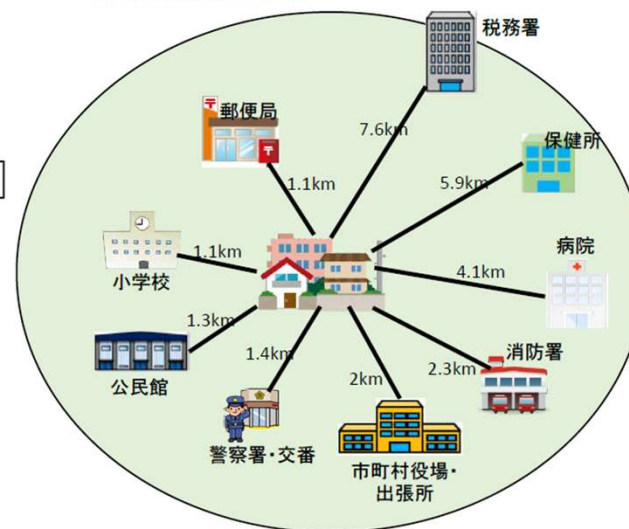 税務署
7.6km
郵便局
〒
〒
1.1km
保健所
5.9km
小学校
1.1km
病院
4.1km
公民館
1.3km
消防署
2.3km
警察署・交番
1.4km
市町村役場・
出張所
2km